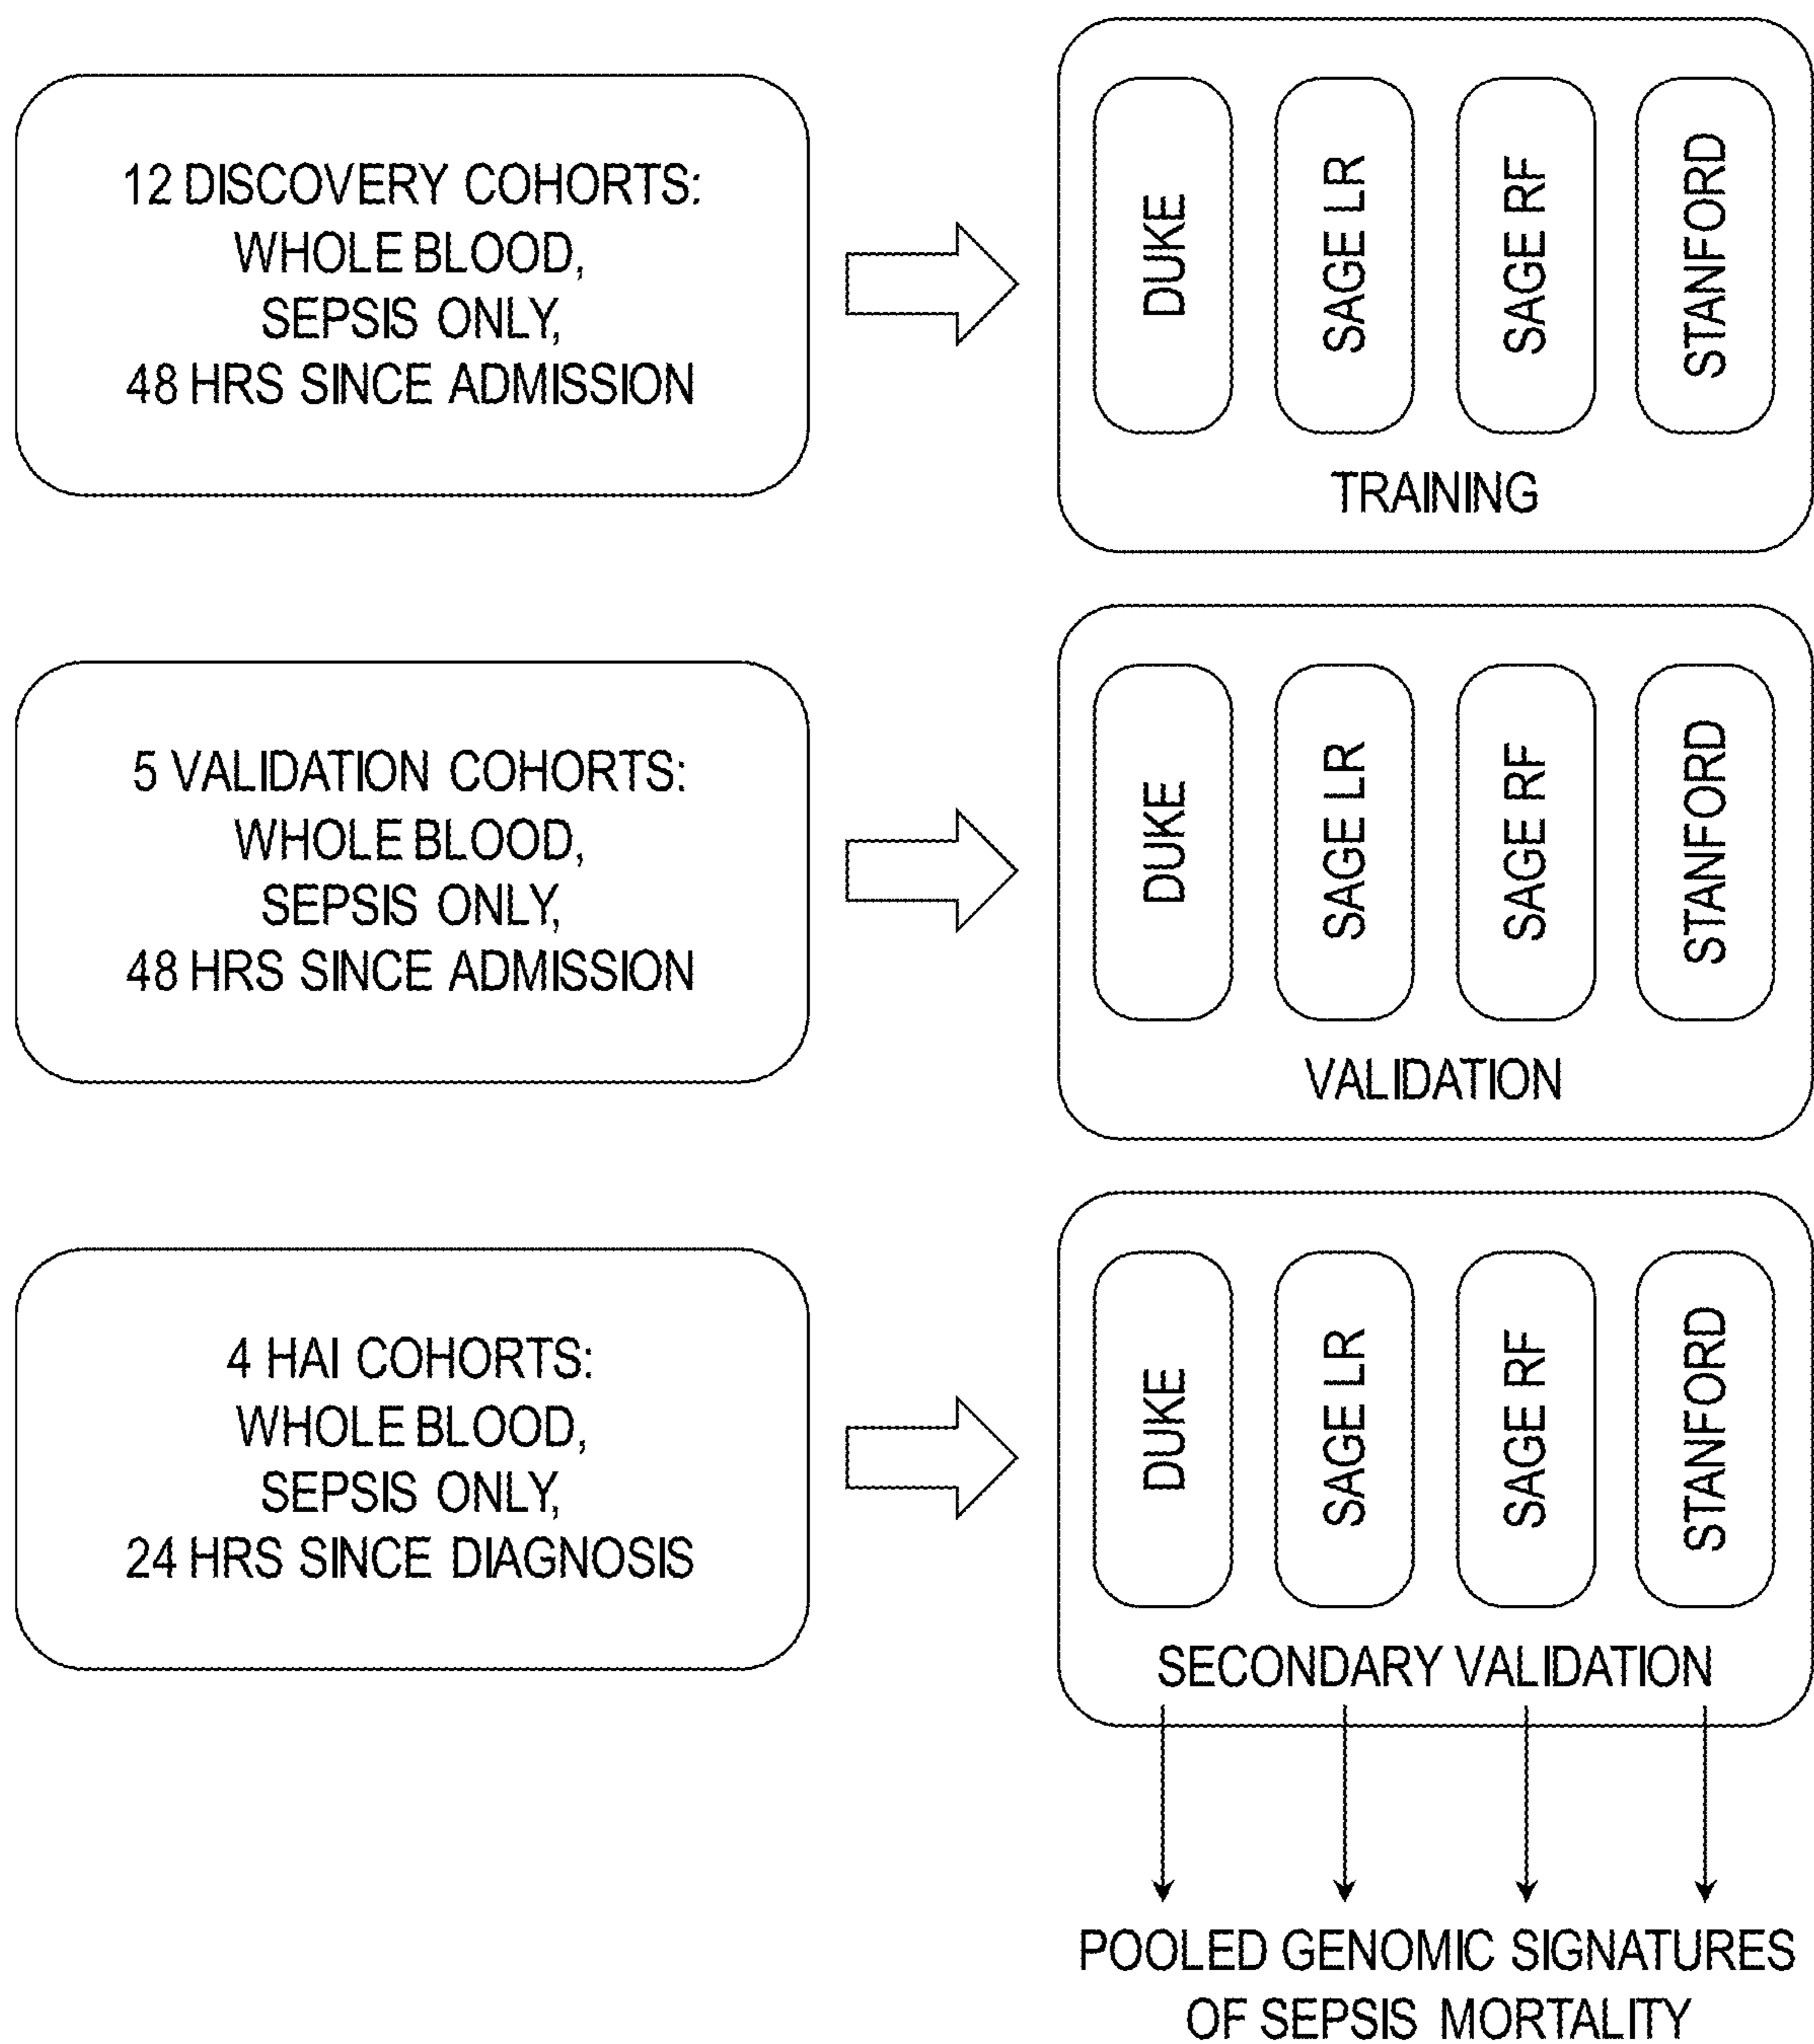 12 DISCOVERY COHORTS:
WHOLE BLOOD,
SEPSIS ONLY,
48 HRS SINCE ADMISSION
DUKE
SAGE LR
SAGE RF
STANFORD
TRAINING
5 VALIDATION COHORTS:
WHOLE BLOOD,
SEPSIS ONLY,
48 HRS SINCE ADMISSION
DUKE
SAGE LR
SAGE RF
STANFORD
VALIDATION
4 HAI COHORTS:
WHOLE BLOOD,
SEPSIS ONLY,
24 HRS SINCE DIAGNOSIS
DUKE
SAGE LR
SAGE RF
STANFORD
SECONDARY VALIDATION
POOLED GENOMIC SIGNATURES
OF SEPSIS MORTALITY